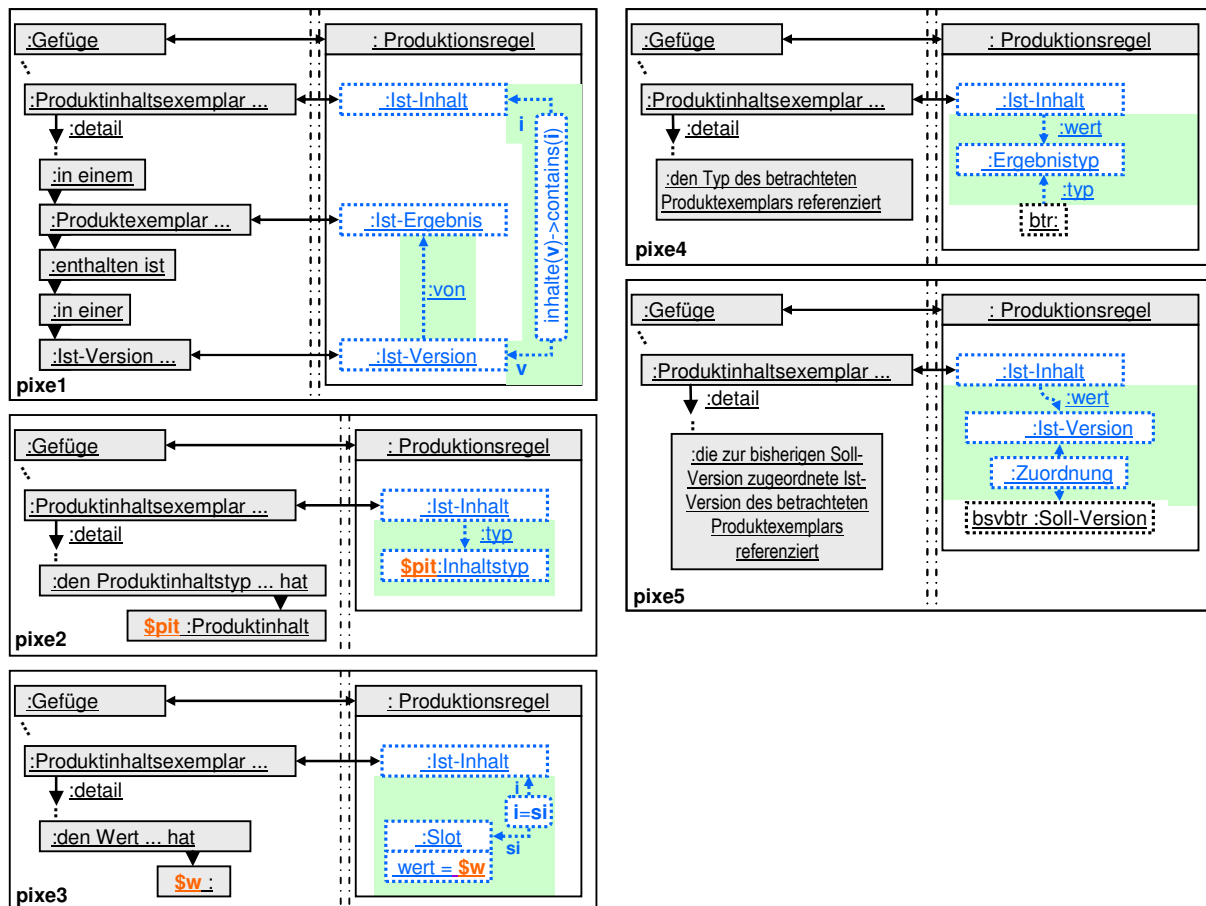 :Gefüge
: Produktionsregel
:Produktinhaltsexemplar ...
:Ist-Inhalt
:detail
i
:in einem
:Produktexemplar ...
:Ist-Ergebnis
inhalte(v)->contains(i)
:enthalten ist
:von
:in einer
:Ist-Version ...
:Ist-Version
v
pixe1
:Gefüge
: Produktionsregel
:Produktinhaltsexemplar ...
:Ist-Inhalt
:detail
:typ
:den Produktinhaltstyp ... hat
$pit:Inhaltstyp
$pit :Produktinhalt
pixe2
:Gefüge
: Produktionsregel
:Produktinhaltsexemplar ...
:Ist-Inhalt
:detail
i
i=si
:den Wert ... hat
:Slot
si
wert = $w
$w :
pixe3
:Gefüge
: Produktionsregel
:Produktinhaltsexemplar ...
:Ist-Inhalt
:detail
:wert
:den Typ des betrachteten
Produktexemplars referenziert
:Ergebnistyp
:typ
btr:
pixe4
:Gefüge
: Produktionsregel
:Produktinhaltsexemplar ...
:Ist-Inhalt
:detail
:wert
:die zur bisherigen Soll-
Version zugeordnete Ist-
Version des betrachteten
Produktexemplars
referenziert
:Ist-Version
:Zuordnung
bsvbtr :Soll-Version
pixe5